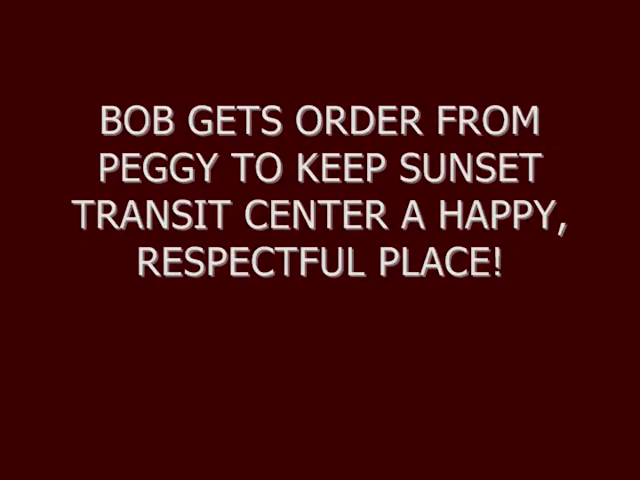 BOB GETS ORDER FROM
PEGGY TO KEEP SUNSET
TRANSIT CENTER A HAPPY,
RESPECTFUL PLACE!